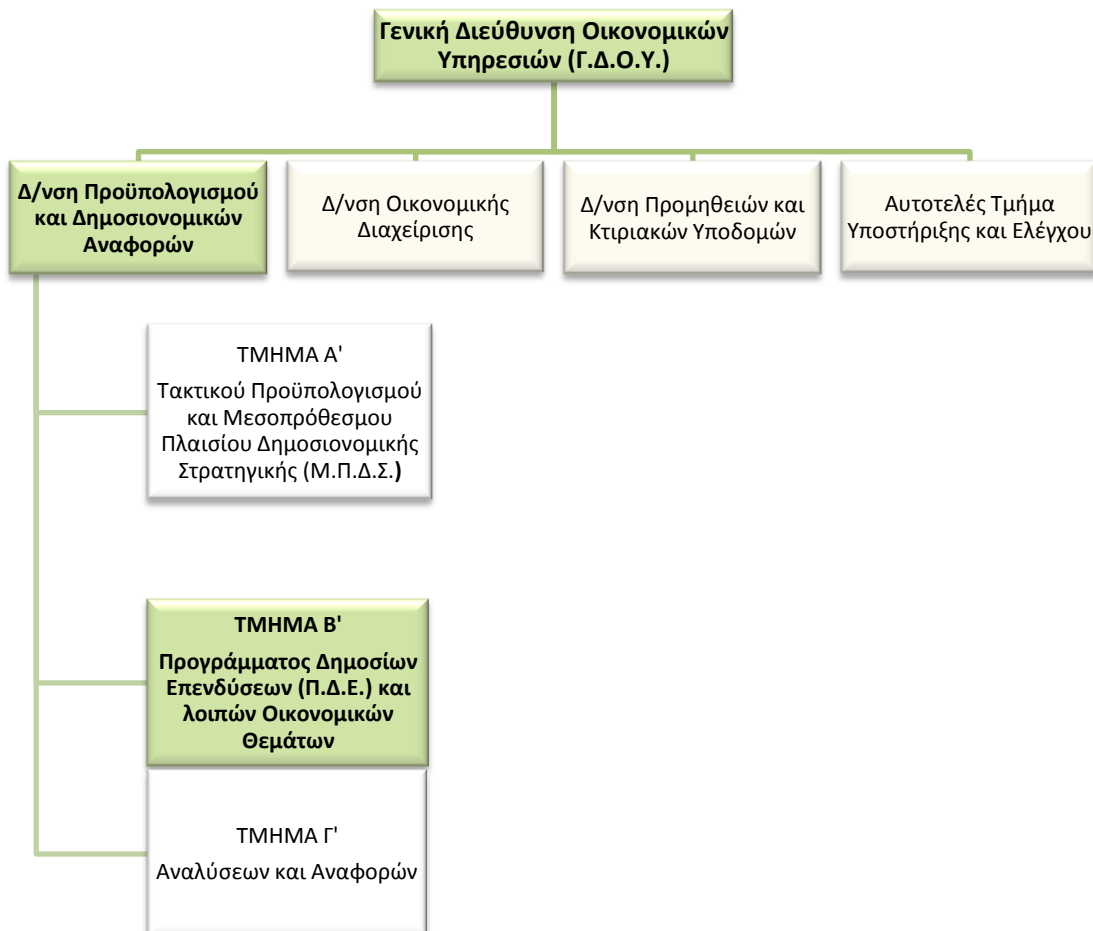 Γενική Διεύθυνση Οικονομικών
Υπηρεσιών (Γ.Δ.Ο.Υ.)
Δ/νση Προϋπολογισμού
και Δημοσιονομικών
Αναφορών
Δ/νση Οικονομικής
Διαχείρισης
Δ/νση Προμηθειών και
Κτιριακών Υποδομών
Αυτοτελές Τμήμα
Υποστήριξης και Ελέγχου
ΤΜΗΜΑ Α'
Τακτικού Προϋπολογισμού
και Μεσοπρόθεσμου
Πλαισίου Δημοσιονομικής
Στρατηγικής (Μ.Π.Δ.Σ.)
ΤΜΗΜΑ Β'
Προγράμματος Δημοσίων
Επενδύσεων (Π.Δ.Ε.) και
λοιπών Οικονομικών
Θεμάτων
ΤΜΗΜΑ Γ'
Αναλύσεων και Αναφορών